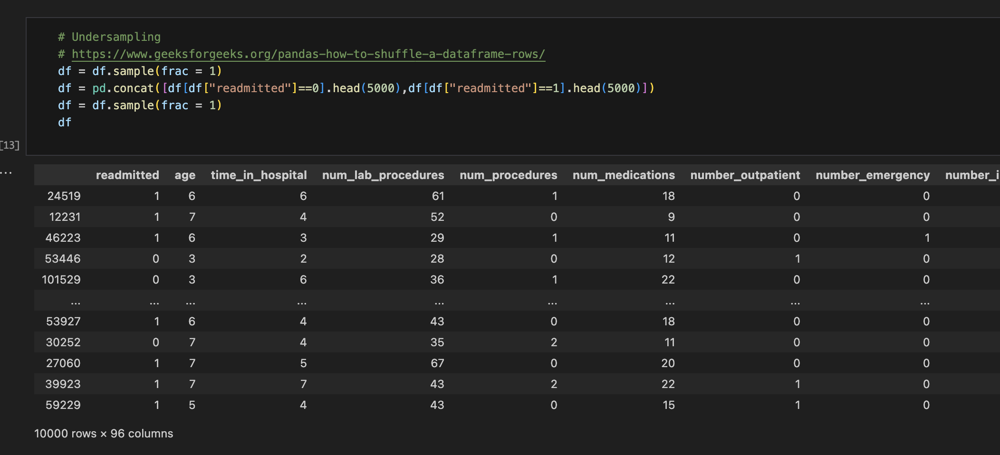 # Undersampling
# https://www.geeksforgeeks.org/pandas-how-to-shuffle-a-dataframe-rows/
df = df.sample(frac = 1)
df = pd.concat([df[df["readmitted"]==0].head(5000),df[df["readmitted"]==1].head(5000)])
df = df.sample(frac = 1)
df
[13]
...
readmitted age time_in_hospital num_lab_procedures num_procedures num_medications number_outpatient number_emergency number_i
24519 1 6 6 61 1 18 0 0
12231 1 7 4 52 0 9 0 0
46223 1 6 3 29 1 11 0 1
53446 0 3 2 28 0 12 1 0
101529 0 3 6 36 1 22 0 0
... ... ... ... ... ... ... ... ...
53927 1 6 4 43 0 18 0 0
30252 0 7 4 35 2 11 0 0
27060 1 7 5 67 0 20 0 0
39923 1 7 7 43 2 22 1 0
59229 1 5 4 43 0 15 1 0
10000 rows × 96 columns